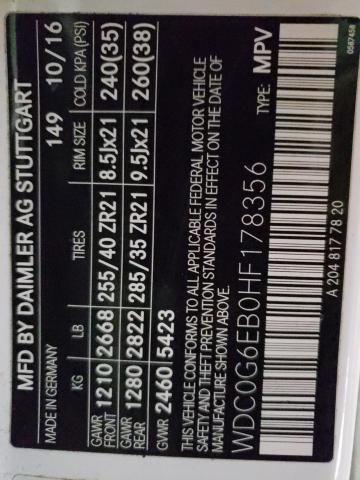 MFD BY DAIMLER AG STUTTGART
MADE IN GERMANY 149 10/16
KG LB TIRES RIM SIZE COLD KPA (PSI)
GAWR FRONT 1210 2668 255/40 ZR21 8.5Jx21 240(35)
GAWR REAR 1280 2822 285/35 ZR21 9.5Jx21 260(38)
GVWR 2460 5423
THIS VEHICLE CONFORMS TO ALL APPLICABLE FEDERAL MOTOR VEHICLE
SAFETY AND THEFT PREVENTION STANDARDS IN EFFECT ON THE DATE OF
MANUFACTURE SHOWN ABOVE.
WDC0G6EB0HF178356 TYPE: MPV
A 204 817 78 20